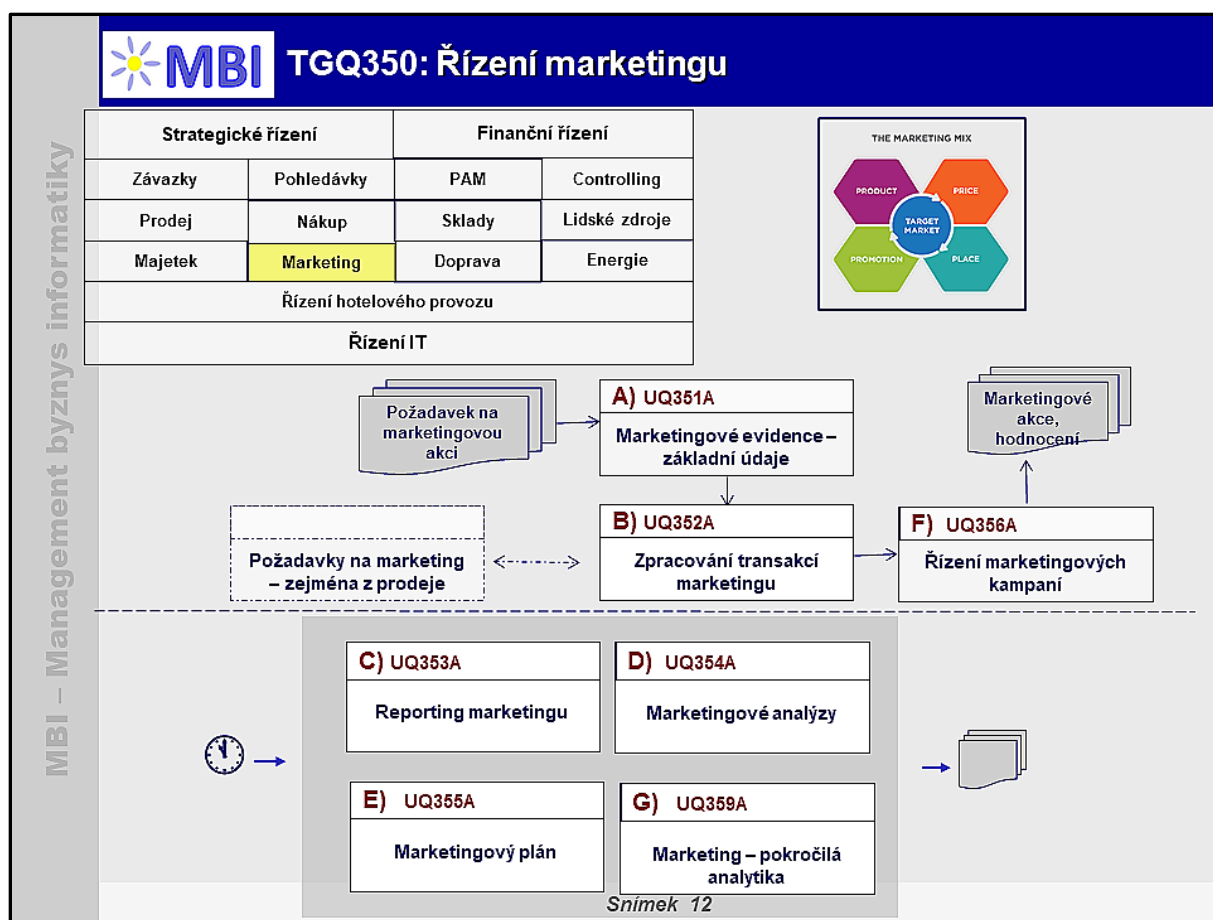 MBI
TGQ350: Řízení marketingu
MBI – Management byznys informatiky
Strategické řízení
Finanční řízení
Závazky
Pohledávky
PAM
Controlling
Prodej
Nákup
Sklady
Lidské zdroje
Majetek
Marketing
Doprava
Energie
Řízení hotelového provozu
Řízení IT
THE MARKETING MIX
PRODUCT
PRICE
TARGET
MARKET
PROMOTION
PLACE
Požadavek na
marketingovou
akci
A) UQ351A
Marketingové evidence –
základní údaje
Marketingové
akce,
hodnocení
Požadavky na marketing
– zejména z prodeje
B) UQ352A
Zpracování transakcí
marketingu
F) UQ356A
Řízení marketingových
kampaní
C) UQ353A
Reporting marketingu
D) UQ354A
Marketingové analýzy
E) UQ355A
Marketingový plán
G) UQ359A
Marketing – pokročilá
analytika
Snímek 12